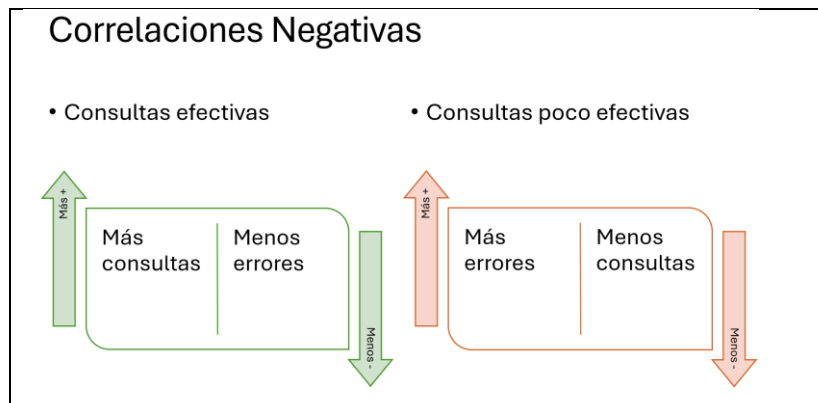 Correlaciones Negativas
• Consultas efectivas
• Consultas poco efectivas
Más +
Más
consultas
Menos
errores
Menos -
Más +
Más
errores
Menos
consultas
Menos -